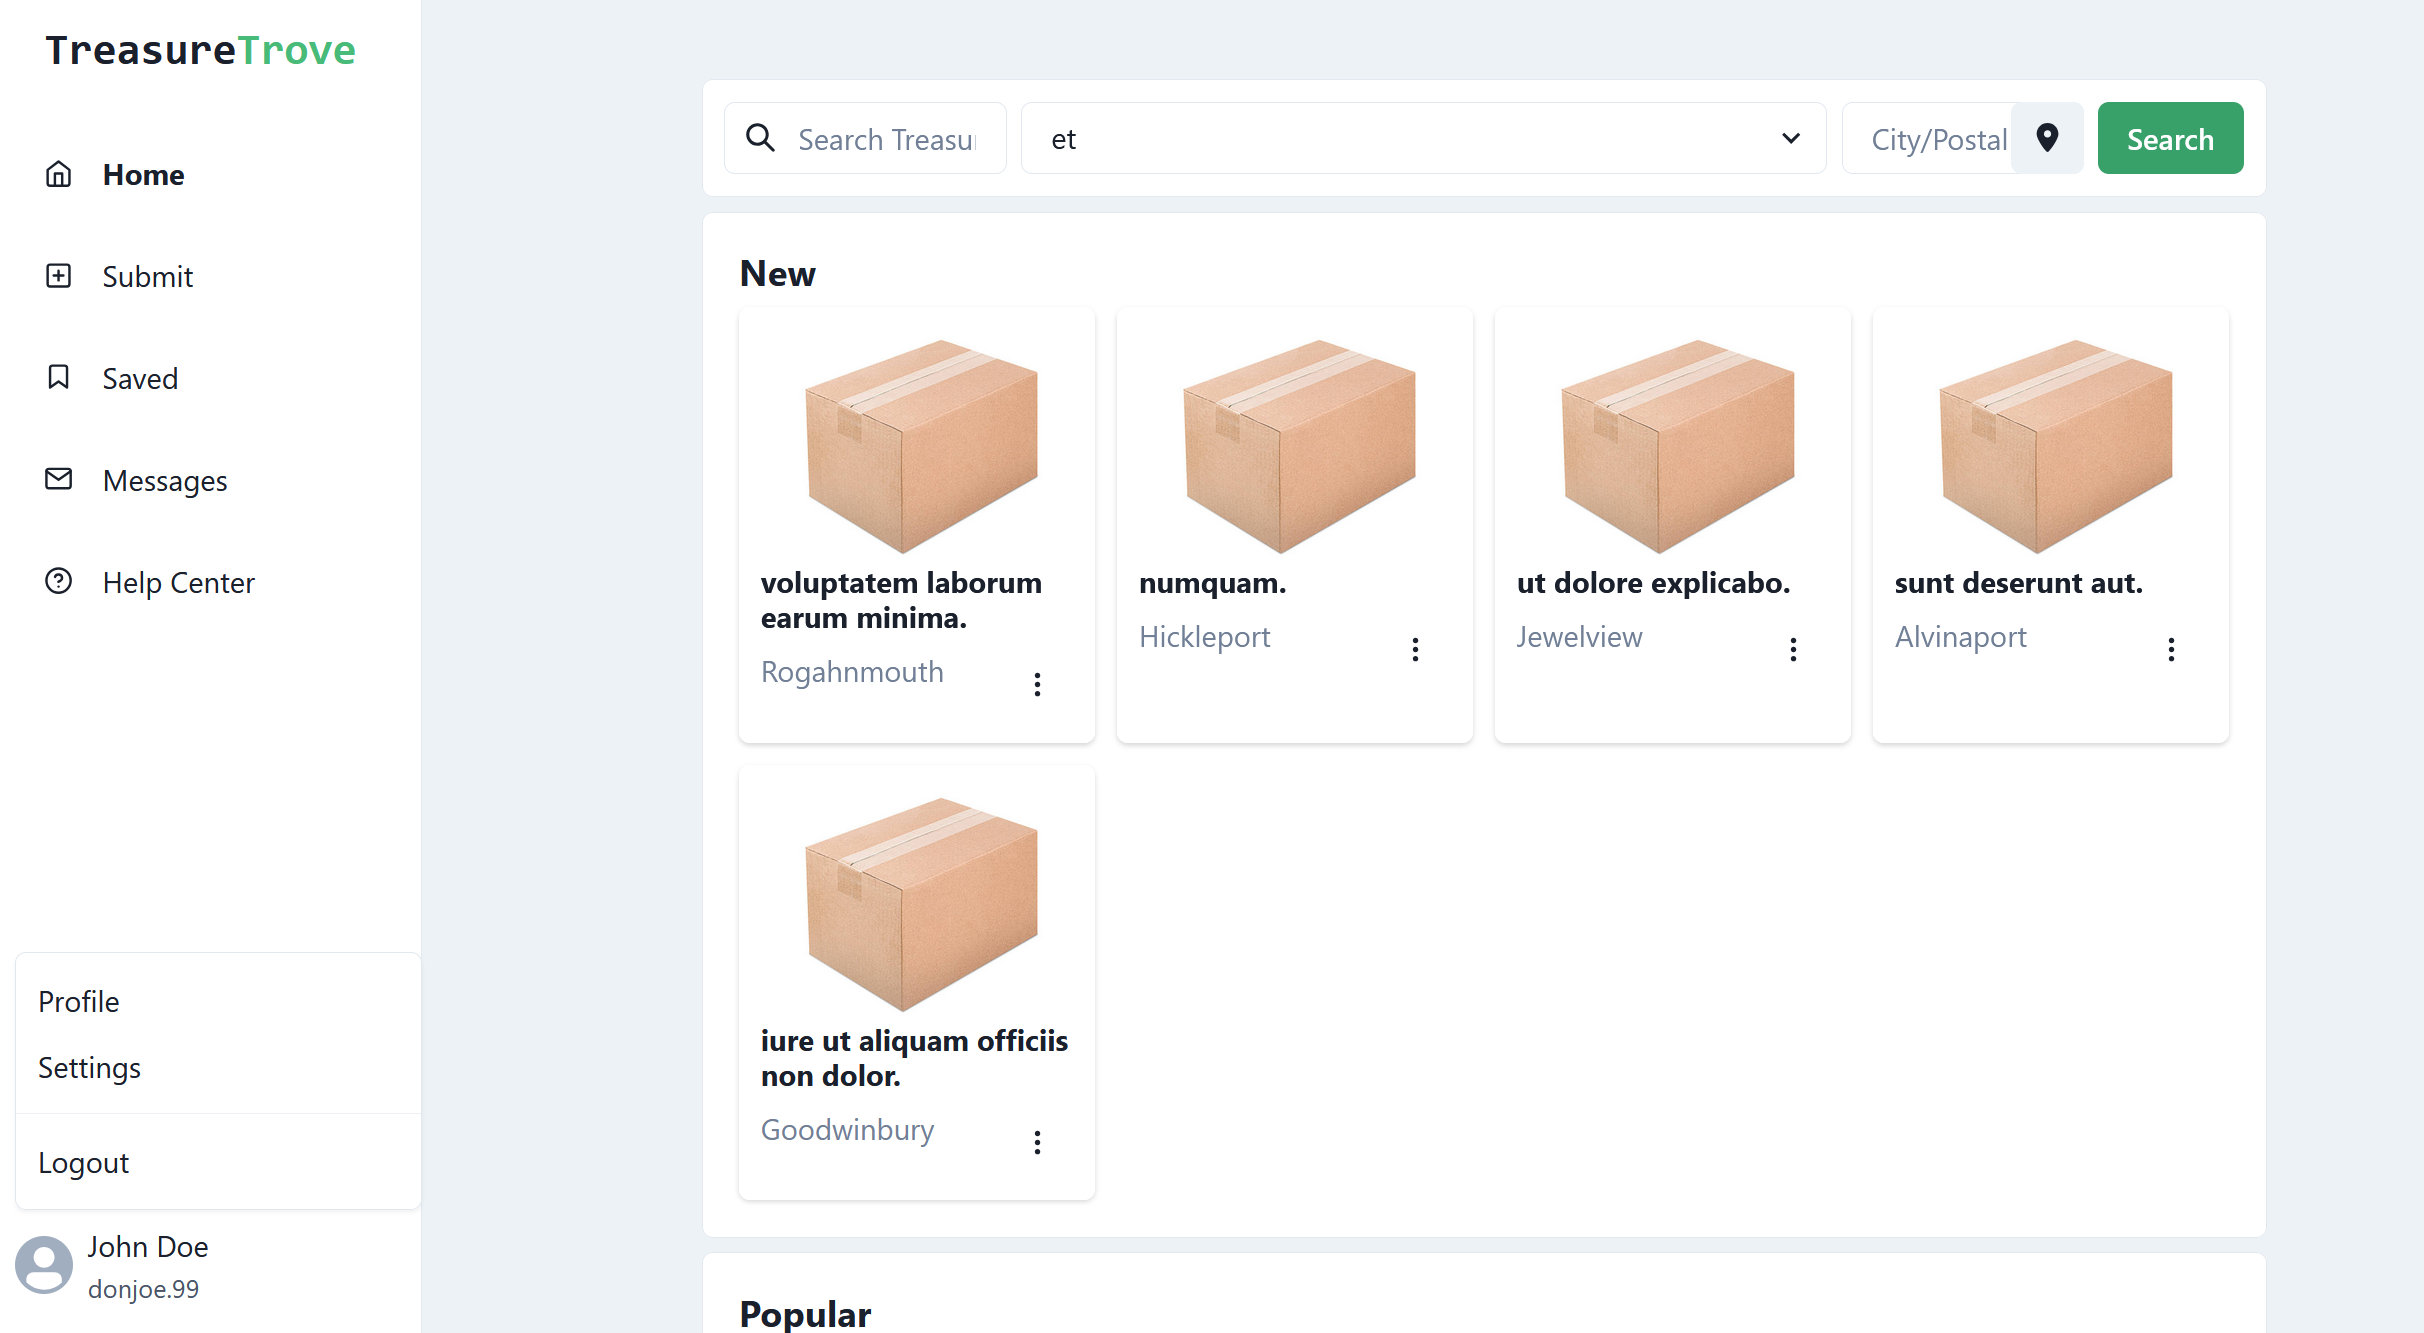 TreasureTrove
Home
Submit
Saved
Messages
Help Center
Profile
Settings
Logout
John Doe
donjoe.99
Search Treasu
et
City/Postal
Search
New
voluptatem laborum
earum minima.
Rogahnmouth
numquam.
Hickleport
ut dolore explicabo.
Jewelview
sunt deserunt aut.
Alvinaport
iure ut aliquam officiis
non dolor.
Goodwinbury
Popular